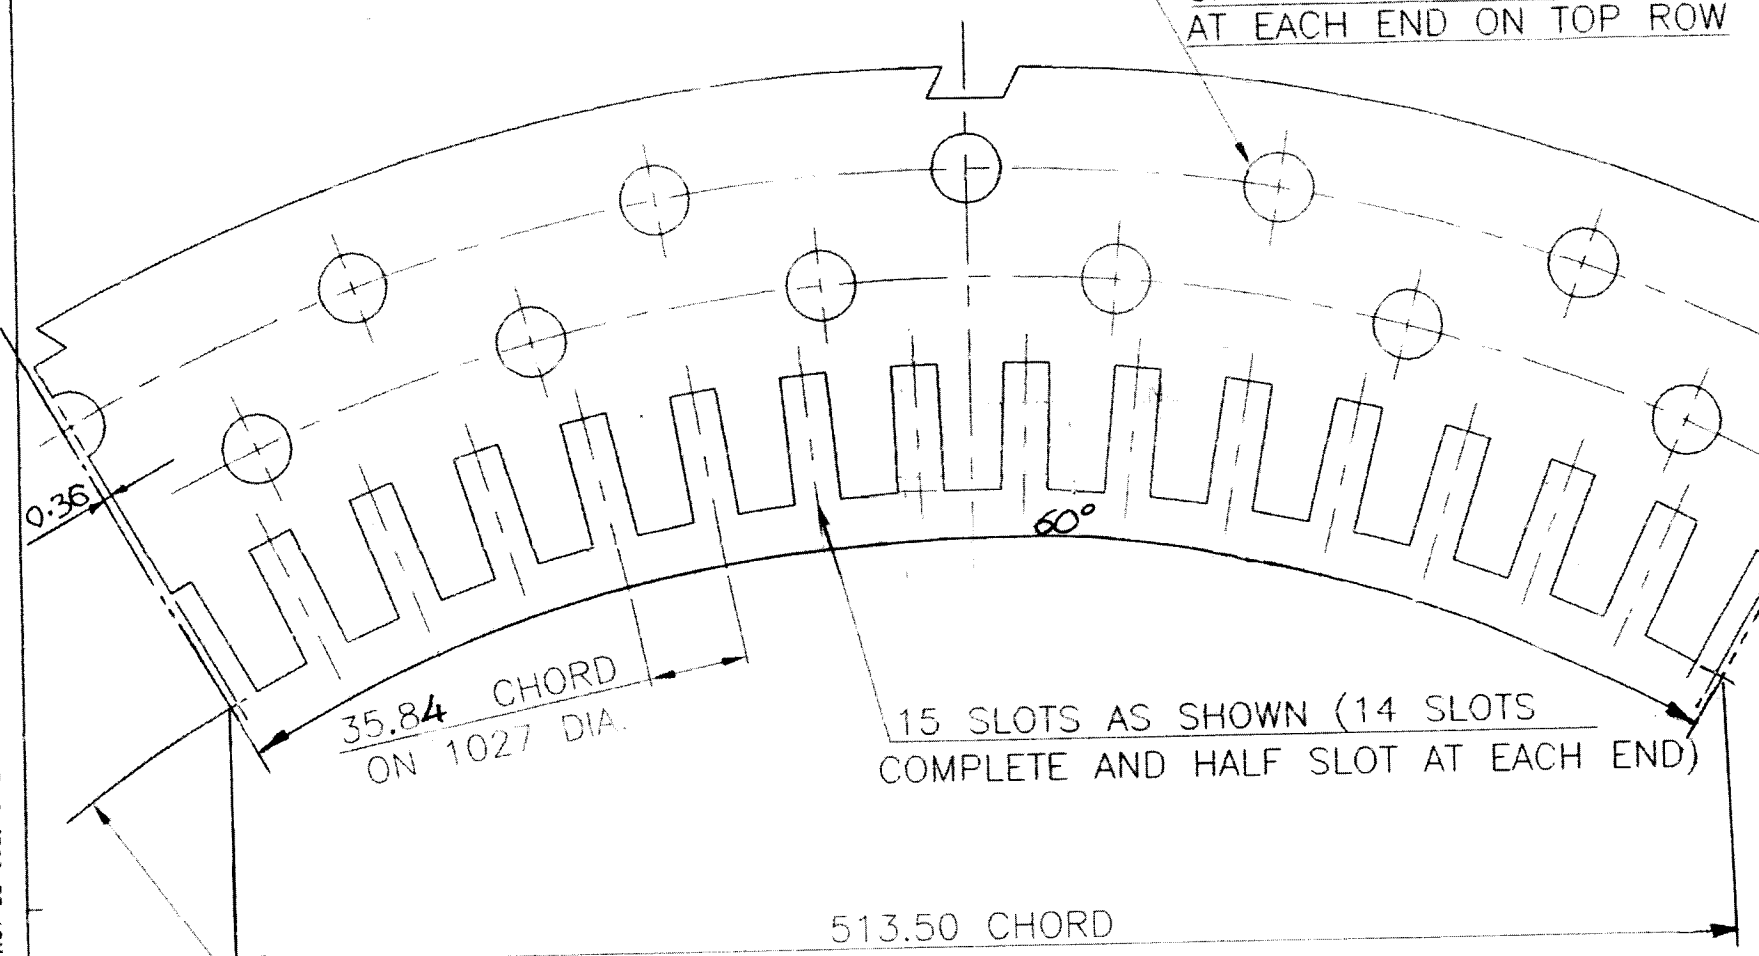 AT EACH END ON TOP ROW
0.36
60°
35.84 CHORD
ON 1027 DIA.
15 SLOTS AS SHOWN (14 SLOTS
COMPLETE AND HALF SLOT AT EACH END)
513.50 CHORD